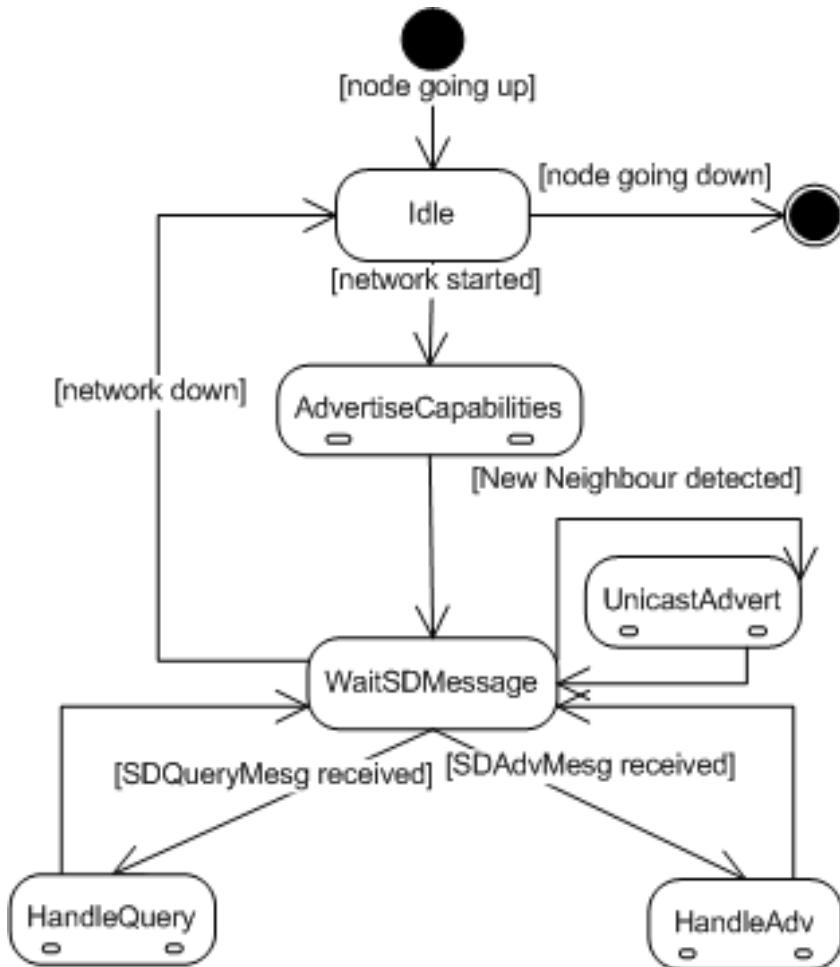 [node going up]
[node going down]
Idle
[network started]
[network down]
AdvertiseCapabilities
[New Neighbour detected]
UnicastAdvert
WaitSDMessage
[SDQueryMesg received]
[SDAdvMesg received]
HandleQuery
HandleAdv